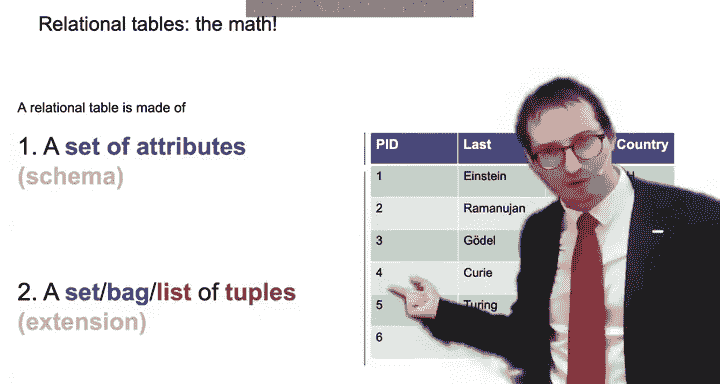 Relational tables: the math!
A relational table is made of
1. A set of attributes
(schema)
2. A set/bag/list of tuples
(extension)
PID Last Country
1 Einstein
2 Ramanujan
3 Gödel
4 Curie
5 Turing
6